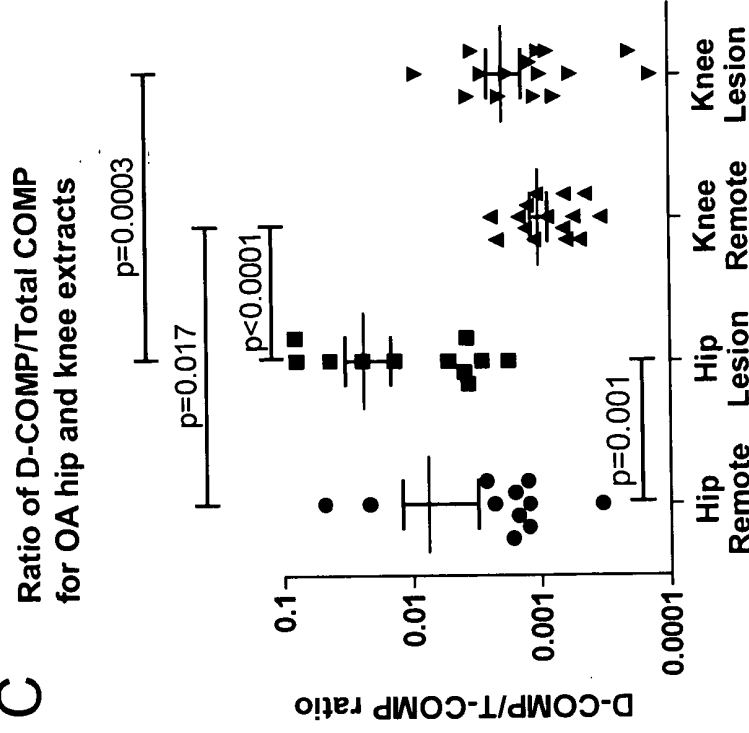 C
Ratio of D-COMP/Total COMP
for OA hip and knee extracts
p=0.0003
p=0.017
p<0.0001
p=0.001
D-COMP/T-COMP ratio
0.1
0.01
0.001
0.0001
Hip
Remote
Hip
Lesion
Knee
Remote
Knee
Lesion